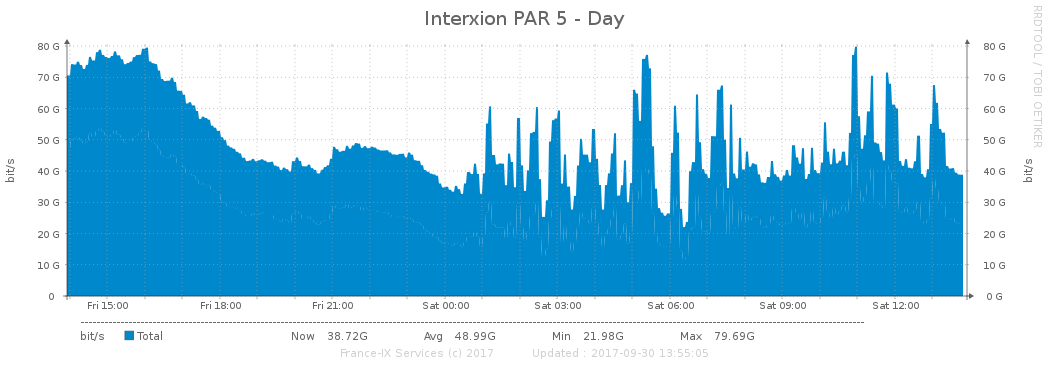 Interxion PAR 5 - Day
RRDTOOL / TOBI OETIKER
bit/s
80 G
70 G
60 G
50 G
40 G
30 G
20 G
10 G
0
80 G
70 G
60 G
50 G
40 G
30 G
20 G
10 G
0 G
bit/s
Fri 15:00 Fri 18:00 Fri 21:00 Sat 00:00 Sat 03:00 Sat 06:00 Sat 09:00 Sat 12:00
bit/s Total Now 38.72G Avg 48.99G Min 21.98G Max 79.69G
France-IX Services (c) 2017 Updated : 2017-09-30 13:55:05